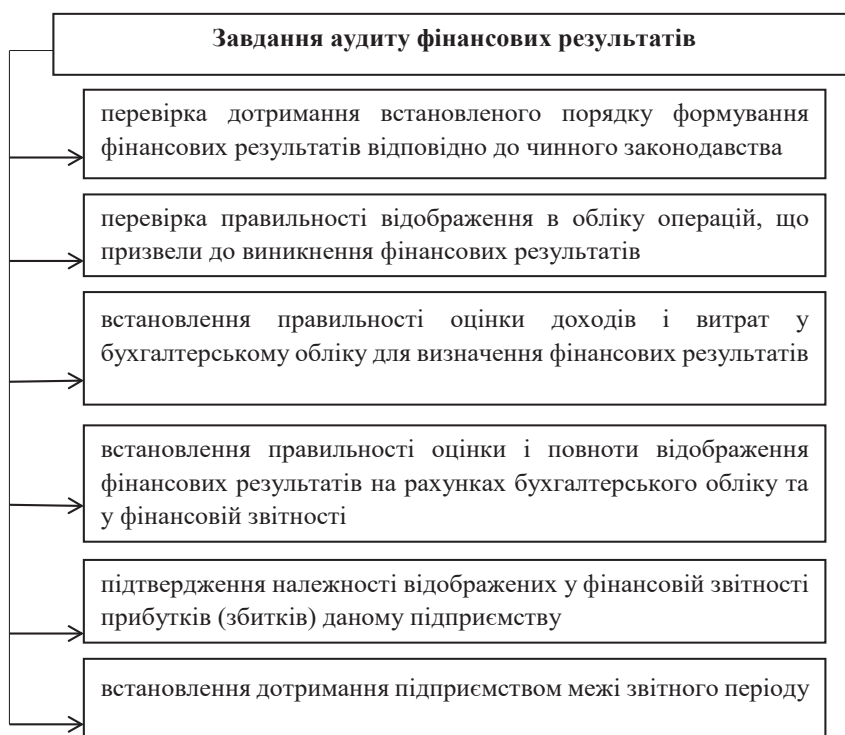 Завдання аудиту фінансових результатів
перевірка дотримання встановленого порядку формування
фінансових результатів відповідно до чинного законодавства
перевірка правильності відображення в обліку операцій, що
призвели до виникнення фінансових результатів
встановлення правильності оцінки доходів і витрат у
бухгалтерському обліку для визначення фінансових результатів
встановлення правильності оцінки і повноти відображення
фінансових результатів на рахунках бухгалтерського обліку та
у фінансовій звітності
підтвердження належності відображених у фінансовій звітності
прибутків (збитків) даному підприємству
встановлення дотримання підприємством межі звітного періоду